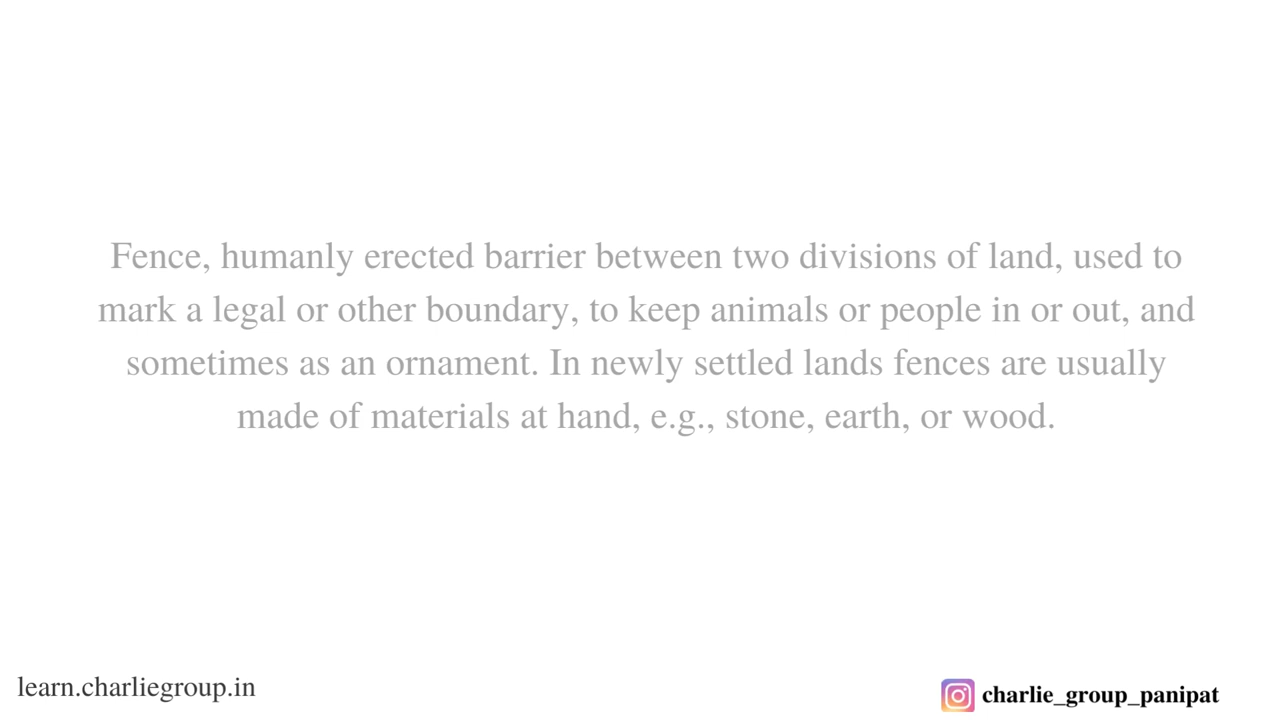 Fence, humanly erected barrier between two divisions of land, used to
mark a legal or other boundary, to keep animals or people in or out, and
sometimes as an ornament. In newly settled lands fences are usually
made of materials at hand, e.g., stone, earth, or wood.
learn.charliegroup.in
charlie_group_panipat